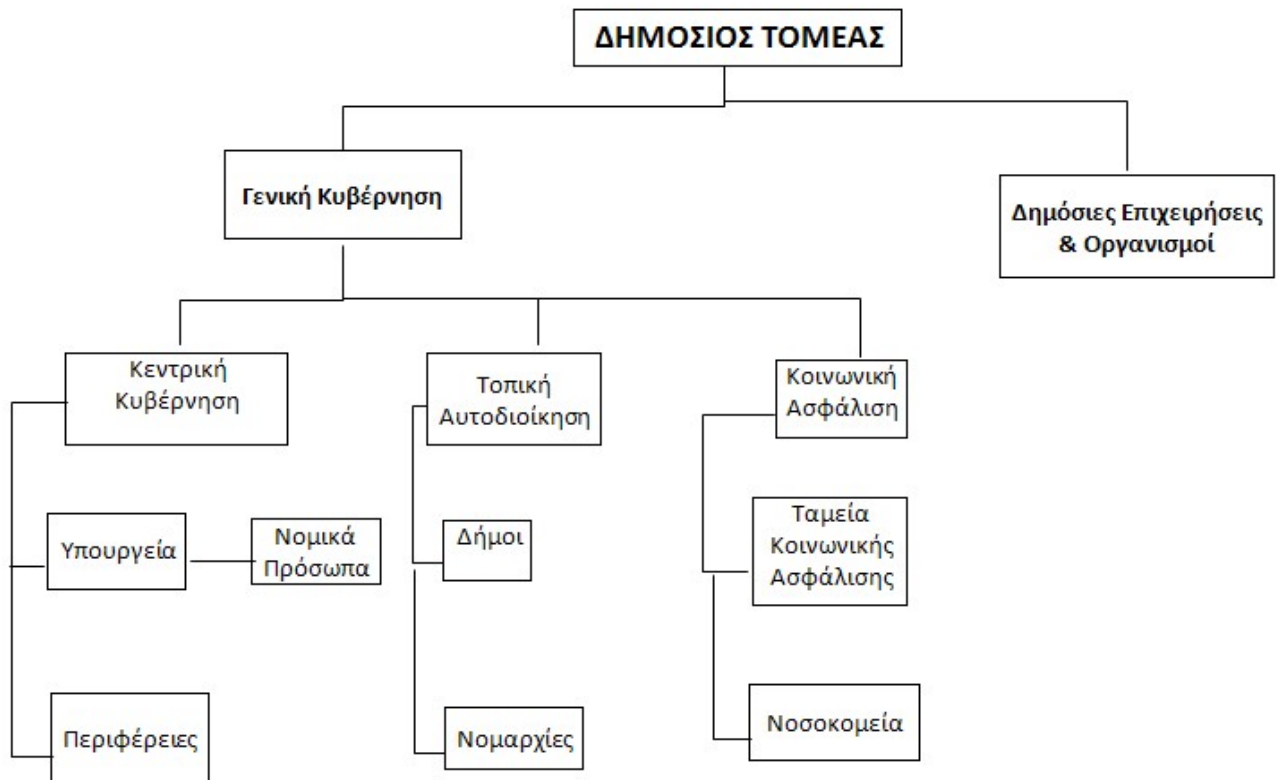 ΔΗΜΟΣΙΟΣ ΤΟΜΕΑΣ
Γενική Κυβέρνηση
Δημόσιες Επιχειρήσεις
& Οργανισμοί
Κεντρική
Κυβέρνηση
Τοπική
Αυτοδιοίκηση
Κοινωνική
Ασφάλιση
Υπουργεία
Νομικά
Πρόσωπα
Δήμοι
Ταμεία
Κοινωνικής
Ασφάλισης
Περιφέρειες
Νομαρχίες
Νοσοκομεία